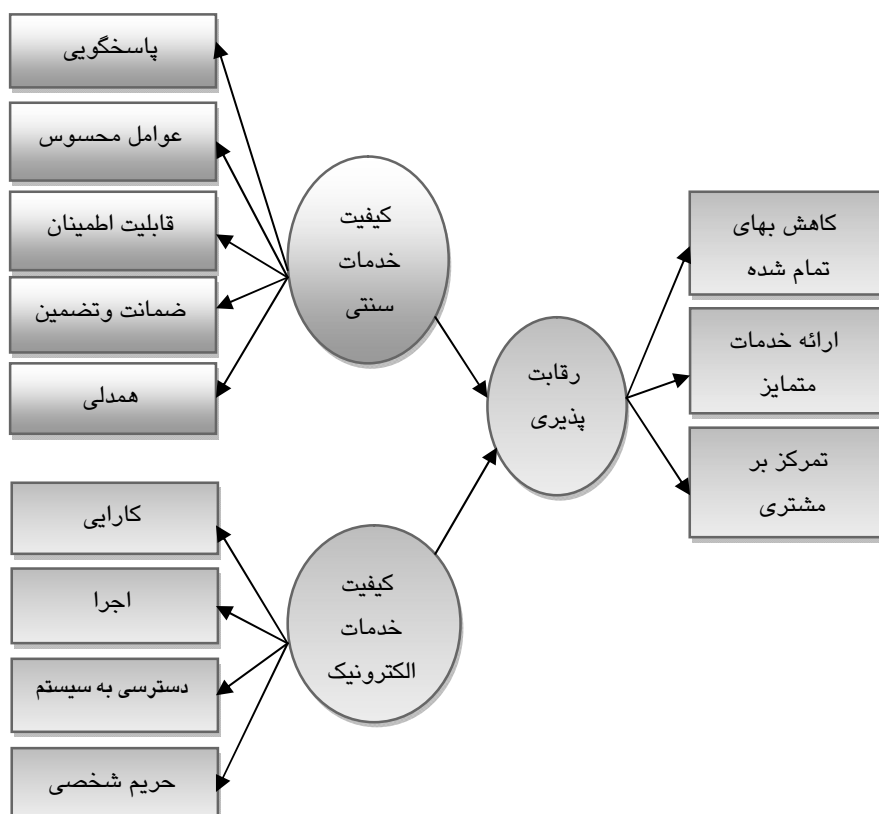 پاسخگویی
عوامل محسوس
قابلیت اطمینان
ضمانت وتضمین
همدلی
کیفیت
خدمات
سنتی
رقابت
پذیری
کاهش بهای
تمام شده
ارائه خدمات
متمایز
تمرکز بر
مشتری
کارایی
اجرا
دسترسی به سیستم
حریم شخصی
کیفیت
خدمات
الکترونیک